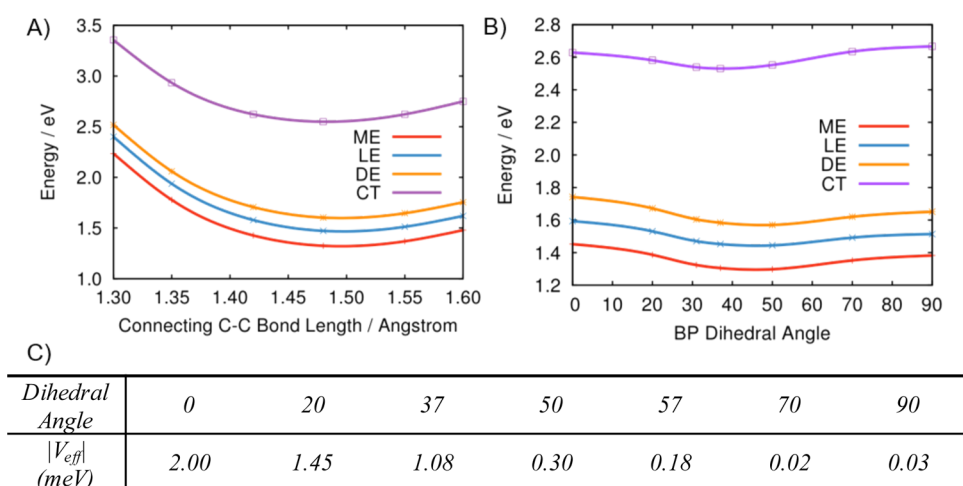 A)
3.5
3.0
2.5
2.0
1.5
1.0
Energy / eV
ME
LE
DE
CT
1.30 1.35 1.40 1.45 1.50 1.55 1.60
Connecting C-C Bond Length / Angstrom
B)
2.8
2.6
2.4
2.2
2.0
1.8
1.6
1.4
1.2
Energy / eV
ME
LE
DE
CT
0 10 20 30 40 50 60 70 80 90
BP Dihedral Angle
C)
Dihedral Angle 0 20 37 50 57 70 90
|Veff| (meV) 2.00 1.45 1.08 0.30 0.18 0.02 0.03